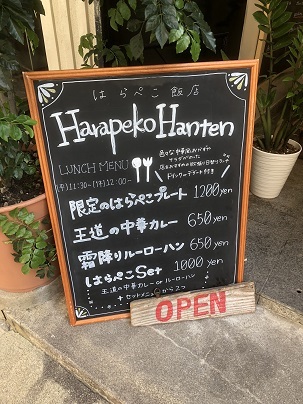 はらぺこ飯店
Harapeko Hanten
LUNCH MENU
11:30~
12:00~
限定のはらぺこプレート 1200yen
王道の中華カレー 650yen
霜降りルーローハン 650yen
はらぺこSet 1000yen
王道の中華カレー or ルーローハン
+セットメニューから2つ
OPEN